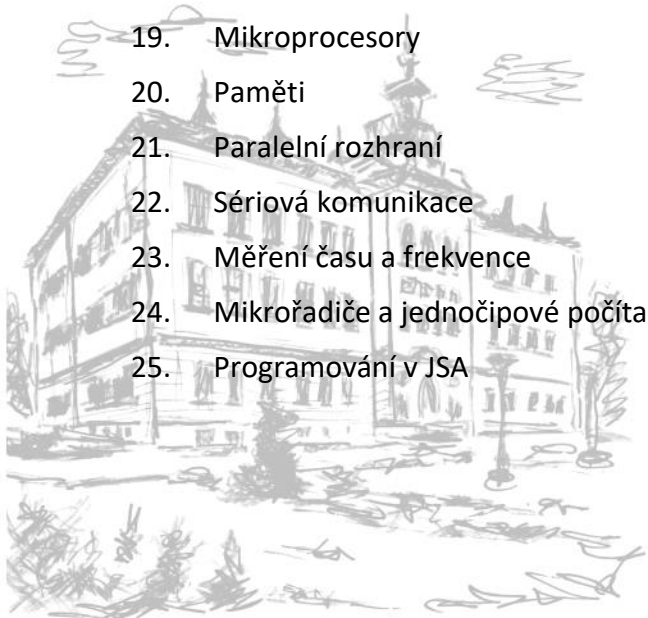 19. Mikroprocesory
20. Paměti
21. Paralelní rozhraní
22. Sériová komunikace
23. Měření času a frekvence
24. Mikrořadiče a jednočipové počíta
25. Programování v JSA